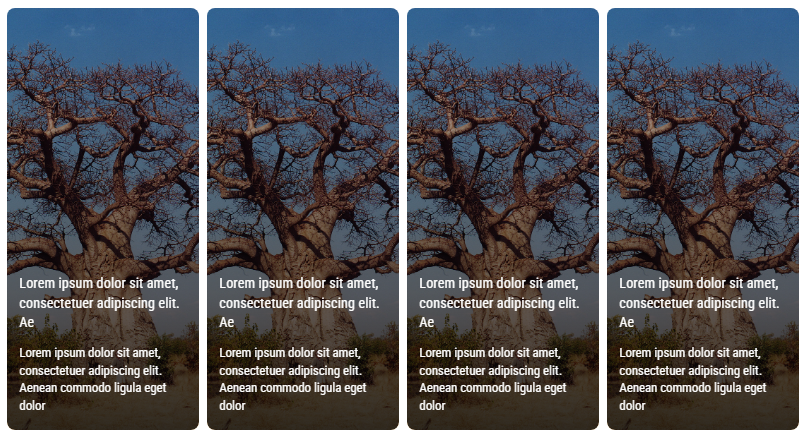 Lorem ipsum dolor sit amet,
consectetuer adipiscing elit.
Ae
Lorem ipsum dolor sit amet,
consectetuer adipiscing elit.
Aenean commodo ligula eget
dolor
Lorem ipsum dolor sit amet,
consectetuer adipiscing elit.
Ae
Lorem ipsum dolor sit amet,
consectetuer adipiscing elit.
Aenean commodo ligula eget
dolor
Lorem ipsum dolor sit amet,
consectetuer adipiscing elit.
Ae
Lorem ipsum dolor sit amet,
consectetuer adipiscing elit.
Aenean commodo ligula eget
dolor
Lorem ipsum dolor sit amet,
consectetuer adipiscing elit.
Ae
Lorem ipsum dolor sit amet,
consectetuer adipiscing elit.
Aenean commodo ligula eget
dolor